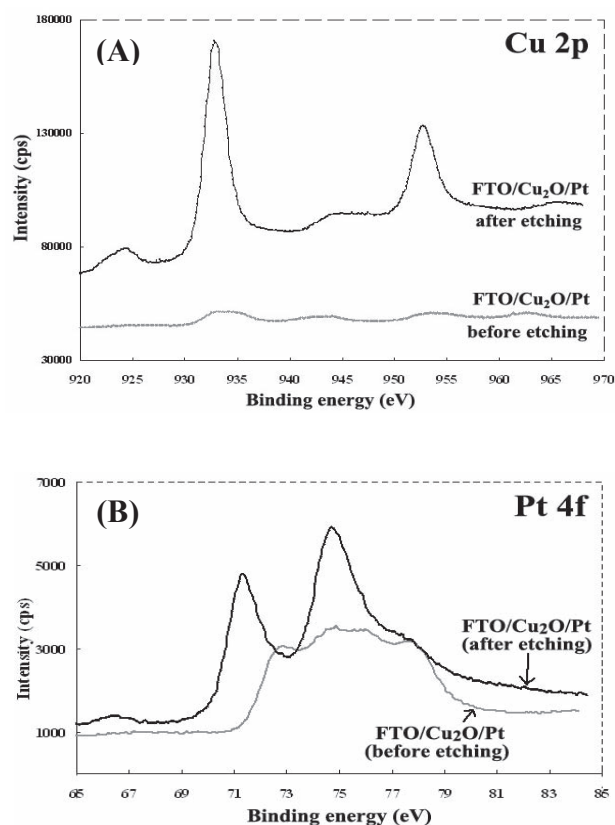 180000
(A)
Cu 2p
130000
Intensity (cps)
FTO/Cu₂O/Pt
after etching
80000
FTO/Cu₂O/Pt
before etching
30000
920 925 930 935 940 945 950 955 960 965 970
Binding energy (eV)
7000
(B)
Pt 4f
5000
Intensity (cps)
FTO/Cu₂O/Pt
(after etching)
3000
FTO/Cu₂O/Pt
(before etching)
1000
65 67 69 71 73 75 77 79 81 83 85
Binding energy (eV)